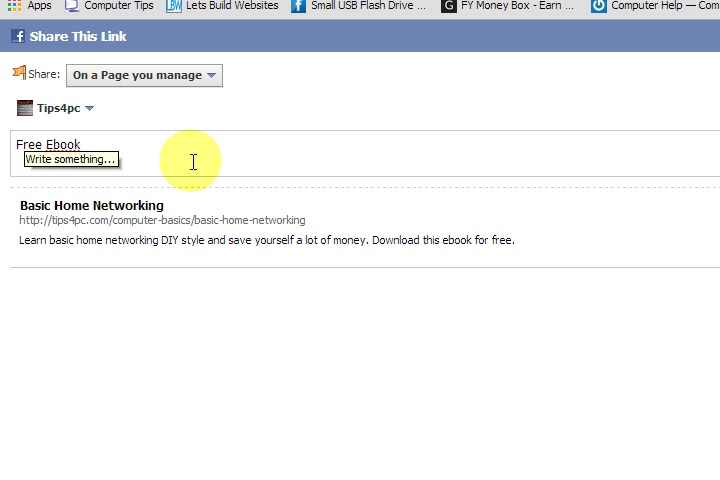 Apps Computer Tips LBW Lets Build Websites Small USB Flash Drive ... G FY Money Box - Earn ... Computer Help — Com
f Share This Link
Share: On a Page you manage
Tips4pc
Free Ebook
Write something...
Basic Home Networking
http://tips4pc.com/computer-basics/basic-home-networking
Learn basic home networking DIY style and save yourself a lot of money. Download this ebook for free.